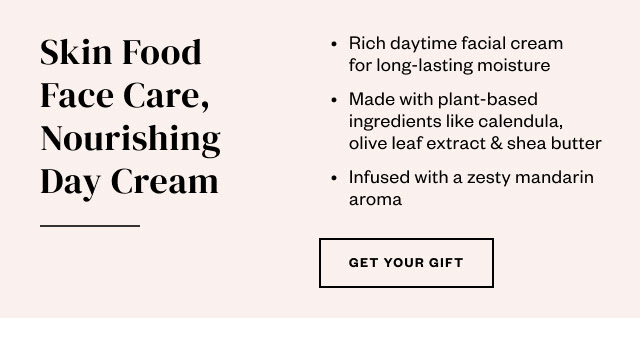 Skin Food
Face Care,
Nourishing
Day Cream
• Rich daytime facial cream
for long-lasting moisture
• Made with plant-based
ingredients like calendula,
olive leaf extract & shea butter
• Infused with a zesty mandarin
aroma
GET YOUR GIFT